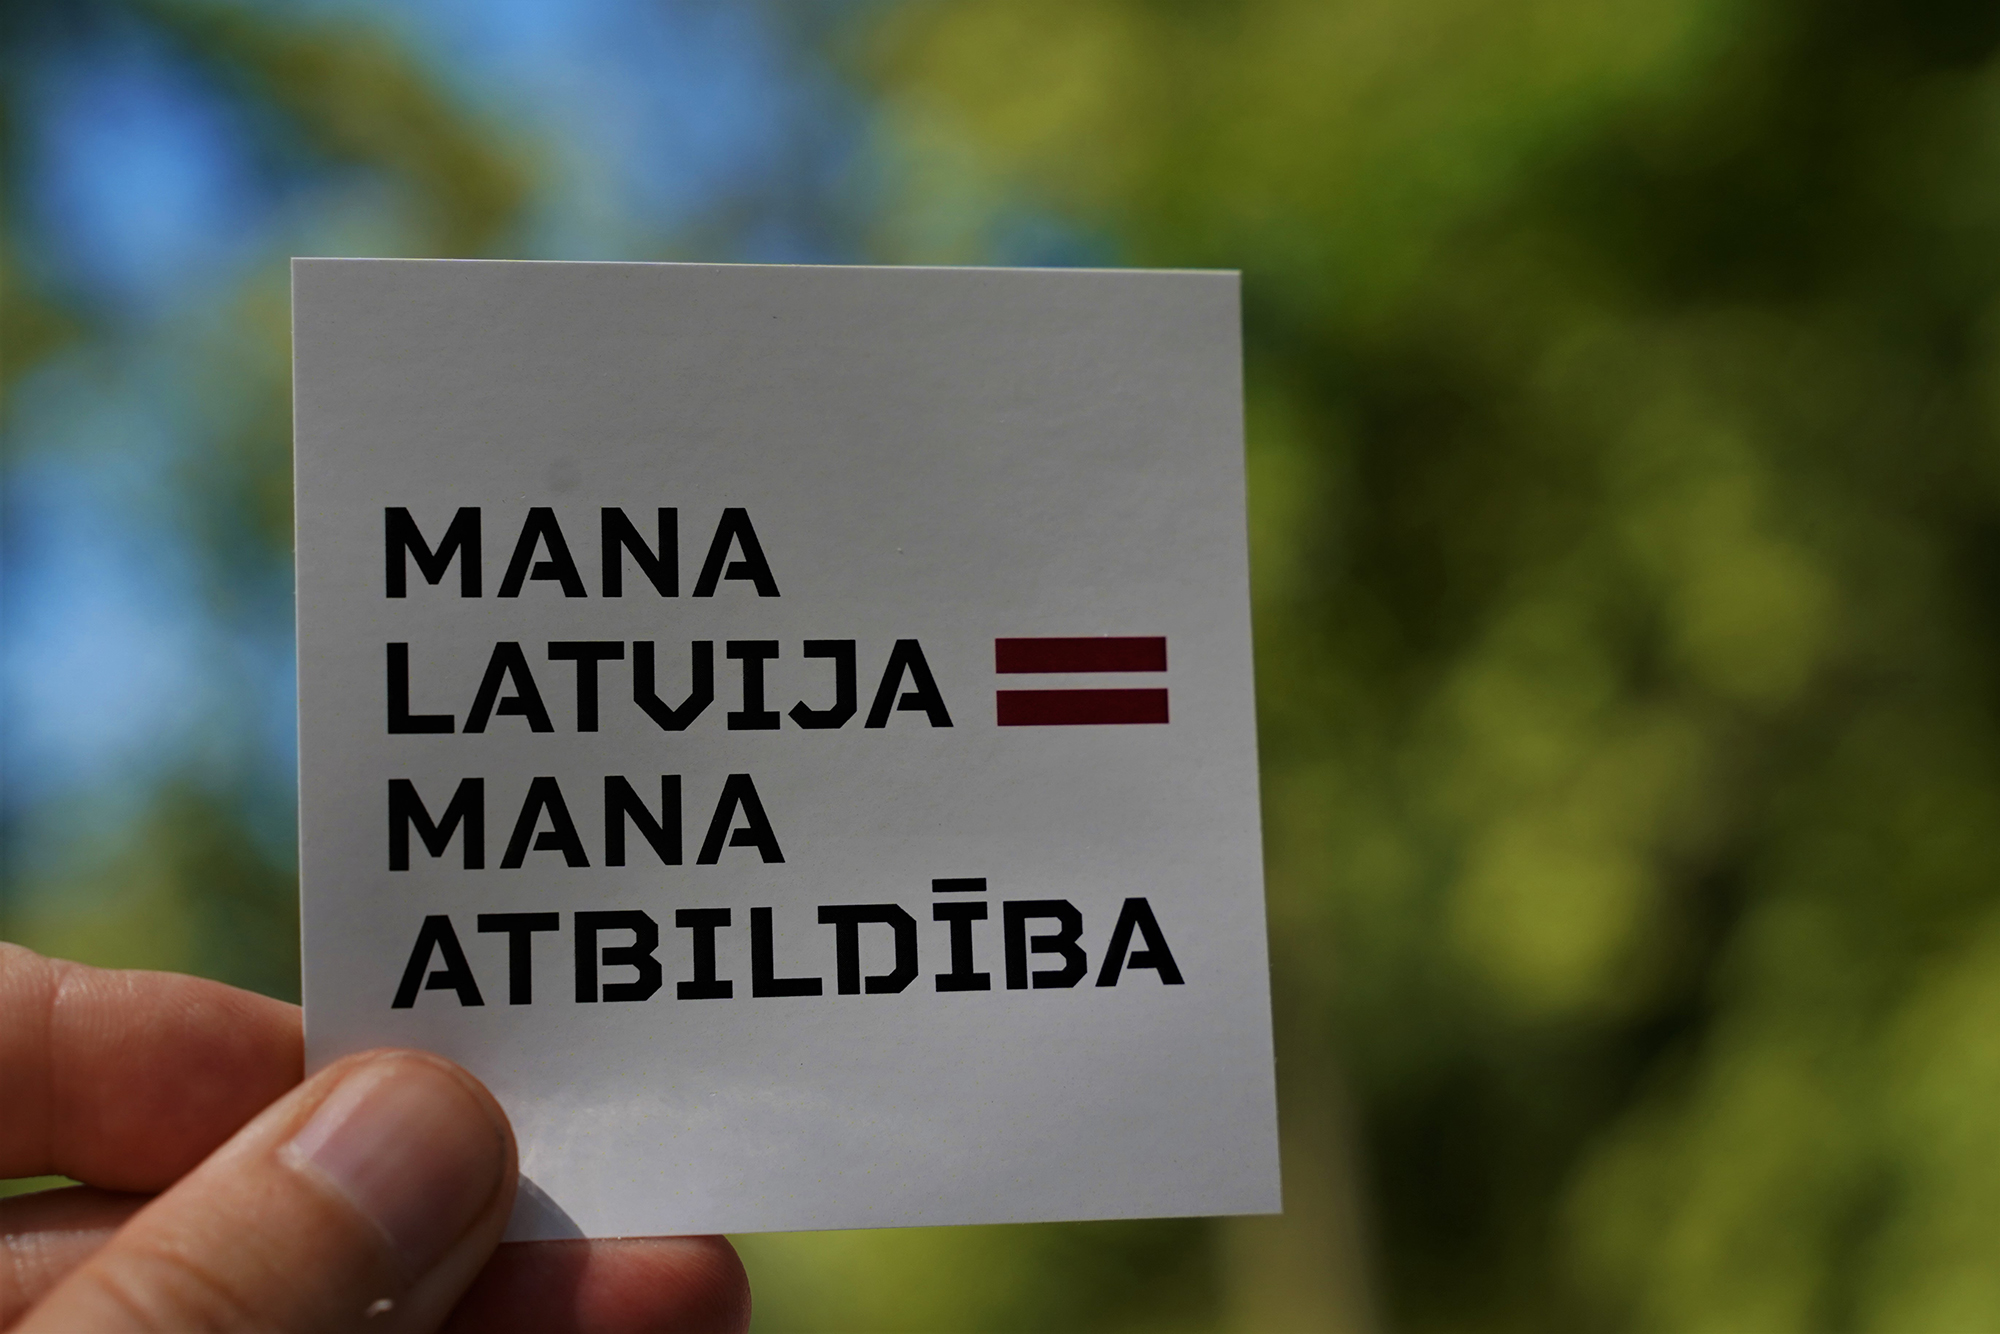 MANA
LATVIJA =
MANA
ATBILDĪBA